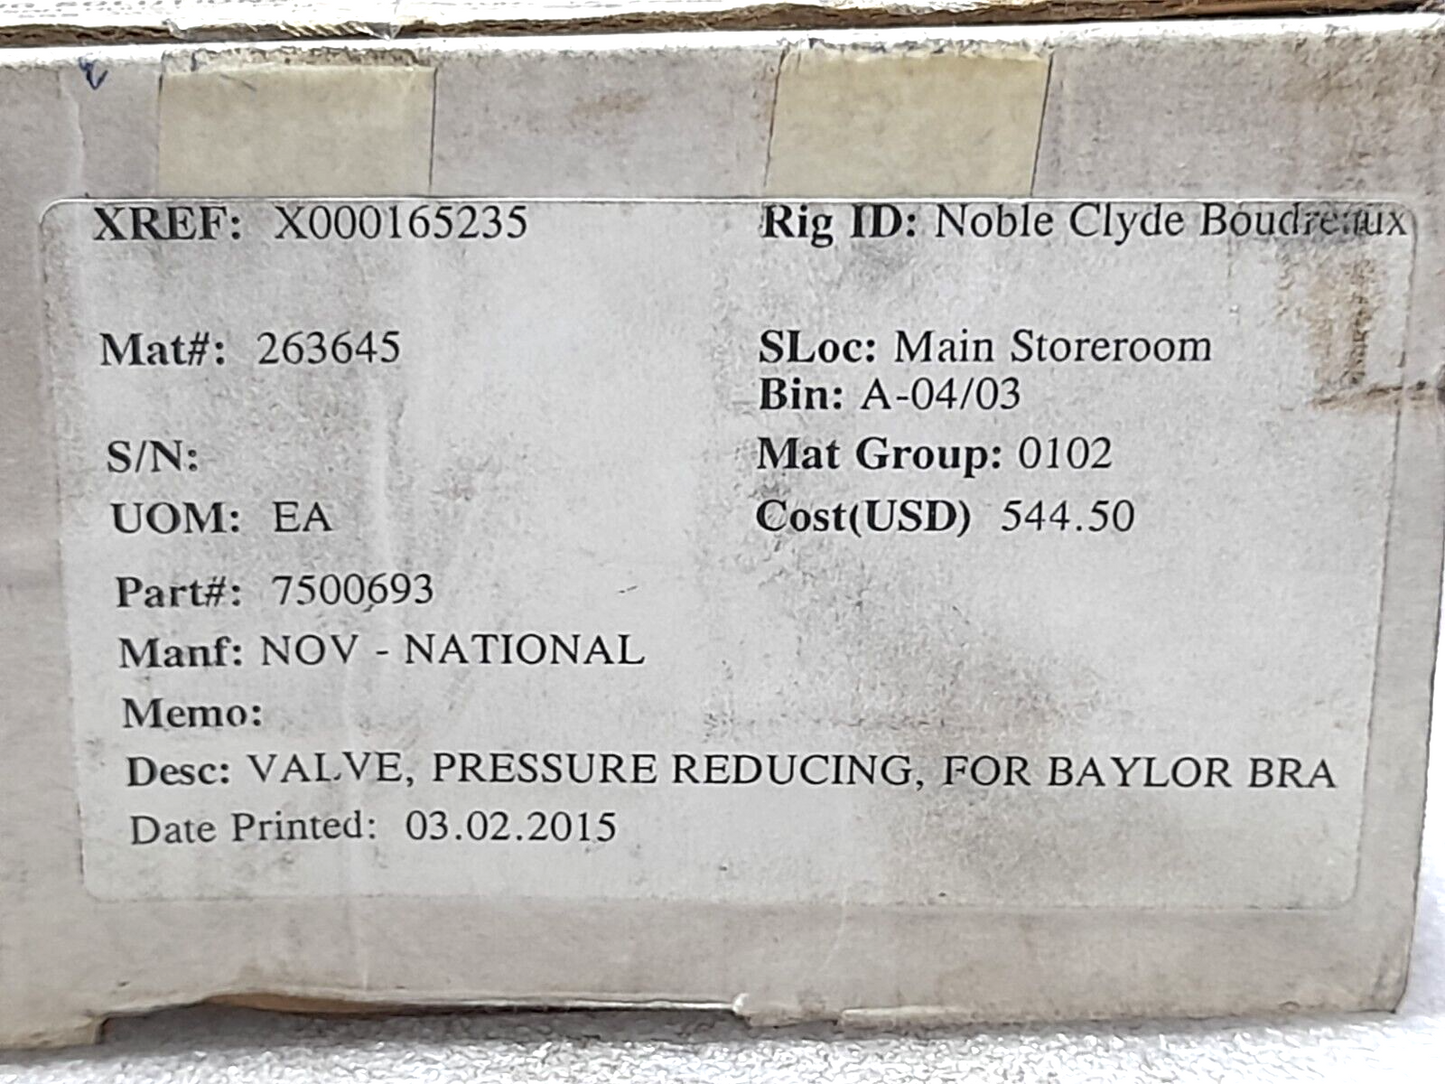 XREF: X000165235 Rig ID: Noble Clyde Boudreaux
Mat#: 263645 SLoc: Main Storeroom
Bin: A-04/03
S/N: Mat Group: 0102
UOM: EA Cost(USD) 544.50
Part#: 7500693
Manf: NOV - NATIONAL
Memo:
Desc: VALVE, PRESSURE REDUCING, FOR BAYLOR BRA
Date Printed: 03.02.2015